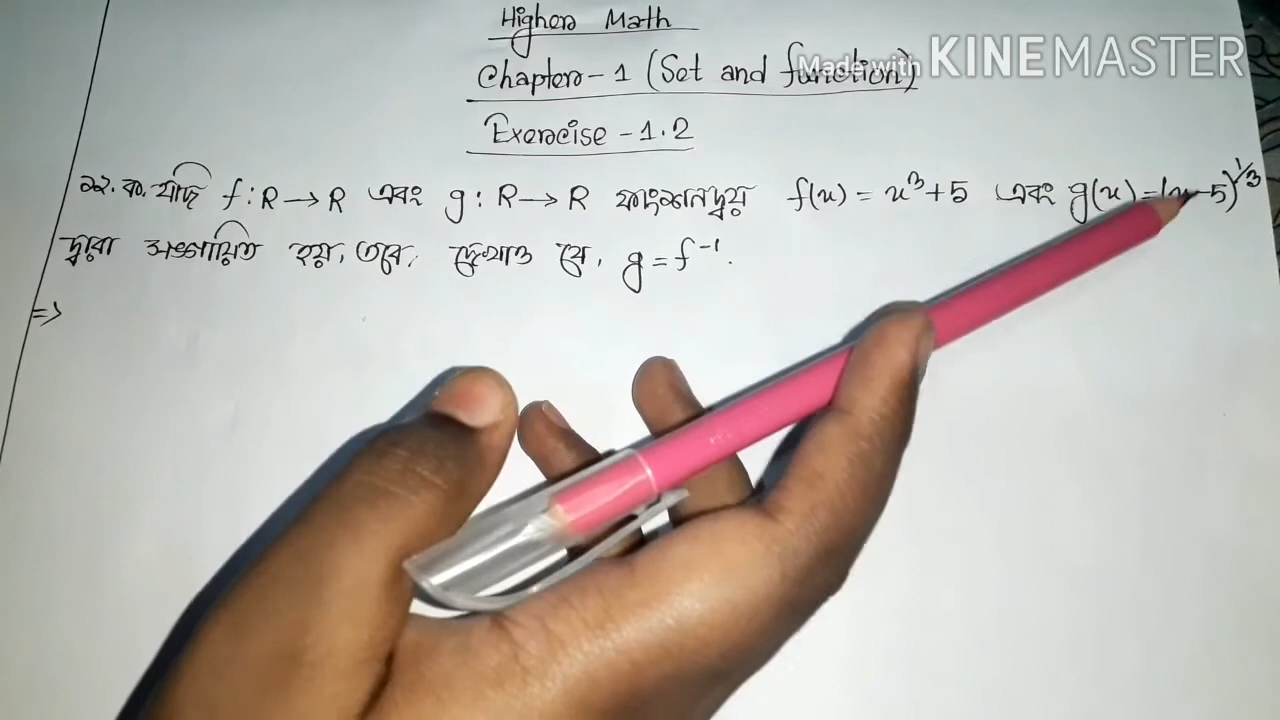 Higher Math
Made with KINEMASTER
Chapter - 1 (Set and function)
Exercise - 1.2
১২. ক. যদি f : R → R এবং g : R → R ফাংশনদ্বয় f(x) = x³+5 এবং g(x) = (x-5)^1/3
দ্বারা সংজ্ঞায়িত হয়, তবে, দেখাও যে, g = f⁻¹.
=>